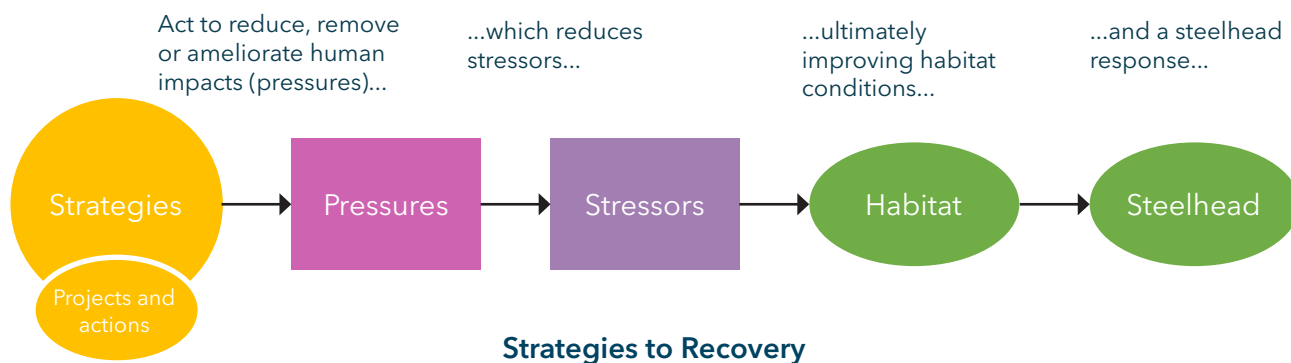 Act to reduce, remove
or ameliorate human
impacts (pressures)...
...which reduces
stressors...
...ultimately
improving habitat
conditions...
...and a steelhead
response...
Strategies
Pressures
Stressors
Habitat
Steelhead
Projects and
actions
Strategies to Recovery